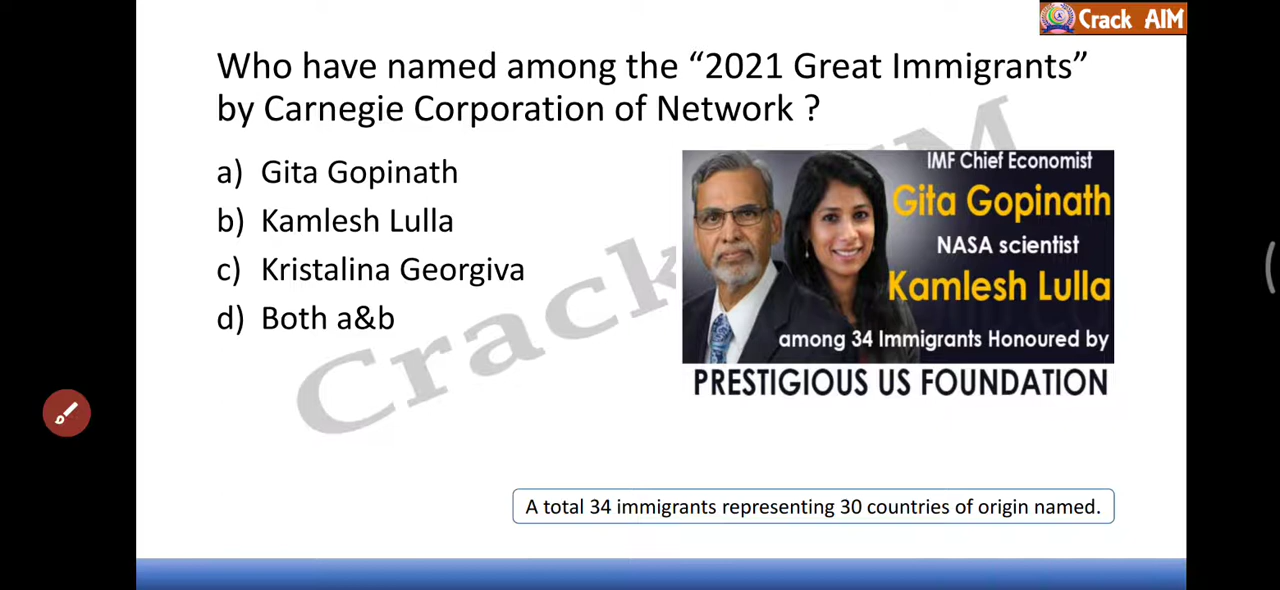 Crack AIM
Who have named among the “2021 Great Immigrants”
by Carnegie Corporation of Network ?
a) Gita Gopinath
b) Kamlesh Lulla
c) Kristalina Georgiva
d) Both a&b
IMF Chief Economist
Gita Gopinath
NASA scientist
Kamlesh Lulla
among 34 Immigrants Honoured by
PRESTIGIOUS US FOUNDATION
Crack
A total 34 immigrants representing 30 countries of origin named.